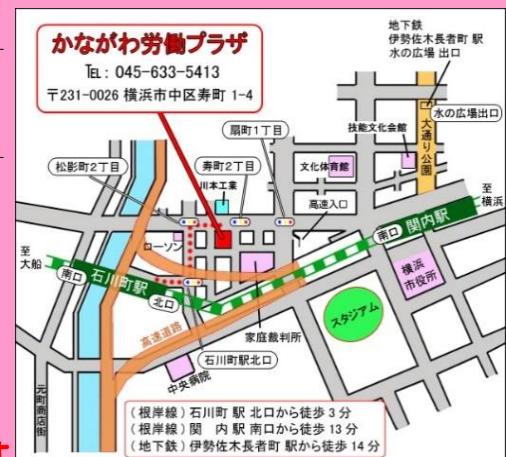 かながわ労働プラザ
TEL: 045-633-5413
〒231-0026 横浜市中区寿町 1-4
地下鉄
伊勢佐木長者町 駅
水の広場 出口
水の広場出口
大通り公園
技能文化会館
扇町1丁目
文化体育館
松影町2丁目
寿町2丁目
川本工業
高速入口
至
横浜
関内駅
南口
ローソン
至
大船
南口
石川町駅
北口
横浜
市役所
スタジアム
家庭裁判所
高速道路
石川町駅北口
中央病院
元町商店街
(根岸線) 石川町 駅 北口から徒歩 3 分
(根岸線) 関 内 駅 南口から徒歩 13 分
(地下鉄) 伊勢佐木長者町 駅から徒歩 14 分